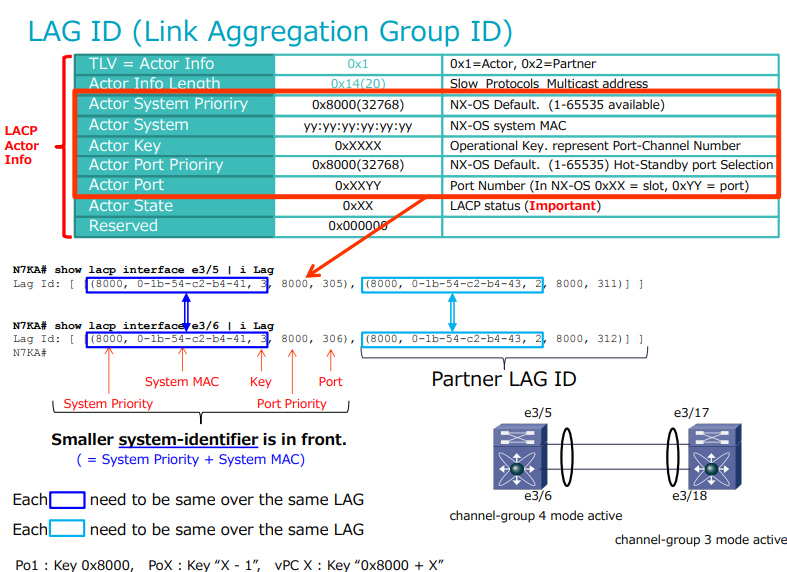 LAG ID (Link Aggregation Group ID)
LACP
Actor
Info
TLV = Actor Info 0x1 0x1=Actor, 0x2=Partner
Actor Info Length 0x14(20) Slow Protocols Multicast address
Actor System Prioriry 0x8000(32768) NX-OS Default. (1-65535 available)
Actor System yy:yy:yy:yy:yy:yy NX-OS system MAC
Actor Key 0xXXXX Operational Key. represent Port-Channel Number
Actor Port Prioriry 0x8000(32768) NX-OS Default. (1-65535) Hot-Standby port Selection
Actor Port 0xXXYY Port Number (In NX-OS 0xXX = slot, 0xYY = port)
Actor State 0xXX LACP status (Important)
Reserved 0x000000
N7KA# show lacp interface e3/5 | i Lag
Lag Id: [ [(8000, 0-1b-54-c2-b4-41, 3, 8000, 305), (8000, 0-1b-54-c2-b4-43, 2, 8000, 311)] ]
N7KA# show lacp interface e3/6 | i Lag
Lag Id: [ [(8000, 0-1b-54-c2-b4-41, 3, 8000, 306), (8000, 0-1b-54-c2-b4-43, 2, 8000, 312)] ]
N7KA#
System MAC Key Port
System Priority Port Priority
Partner LAG ID
Smaller system-identifier is in front.
( = System Priority + System MAC)
e3/5 e3/17
e3/6 e3/18
channel-group 4 mode active
channel-group 3 mode active
Each need to be same over the same LAG
Each need to be same over the same LAG
Po1 : Key 0x8000, PoX : Key “X - 1”, vPC X : Key “0x8000 + X”